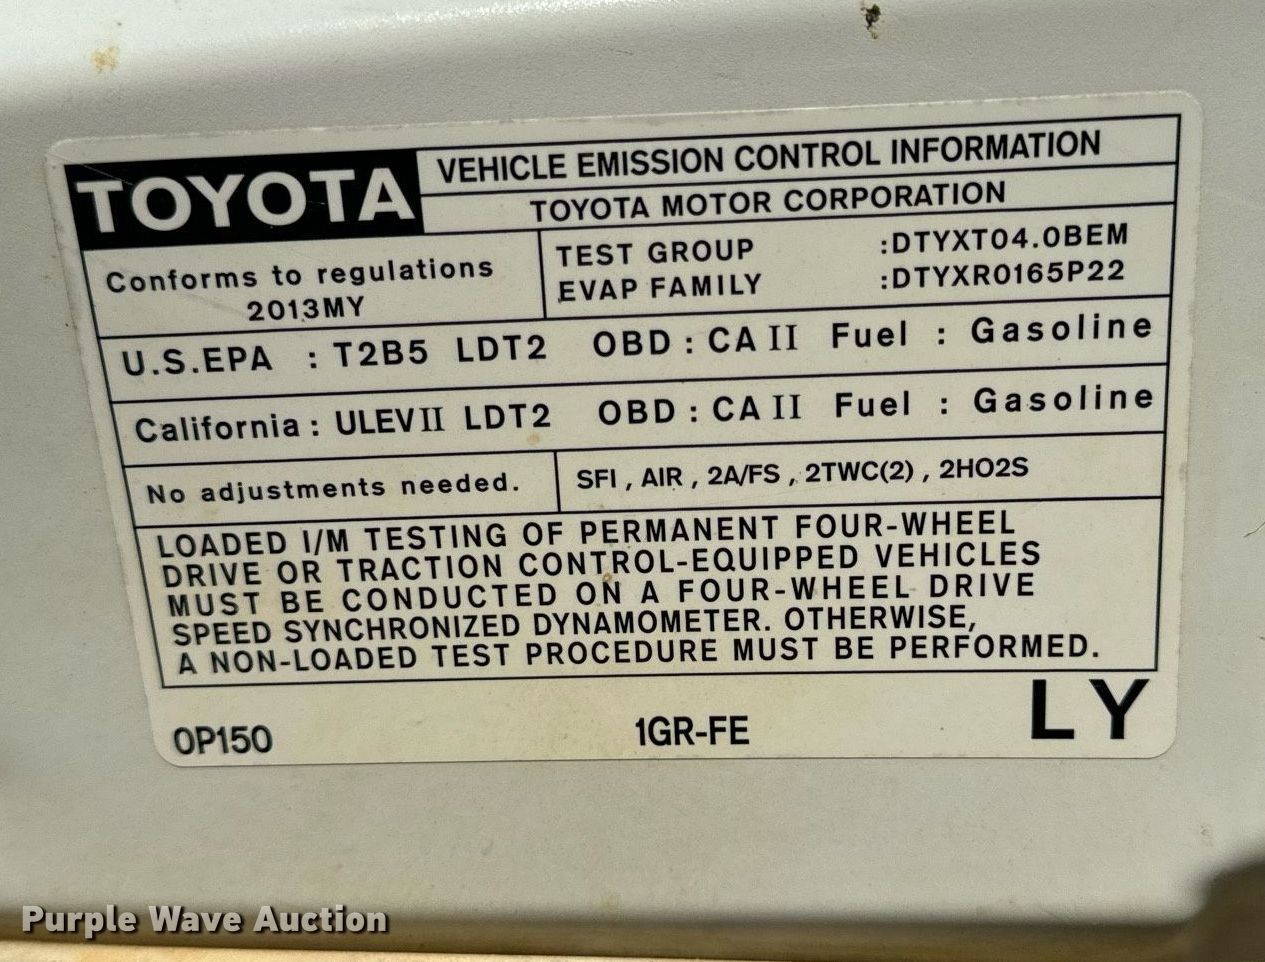 TOYOTA
VEHICLE EMISSION CONTROL INFORMATION
TOYOTA MOTOR CORPORATION
Conforms to regulations
2013MY
TEST GROUP :DTYXT04.0BEM
EVAP FAMILY :DTYXR0165P22
U.S.EPA : T2B5 LDT2 OBD : CA II Fuel : Gasoline
California : ULEV II LDT2 OBD : CA II Fuel : Gasoline
No adjustments needed.
SFI , AIR , 2A/FS , 2TWC(2) , 2HO2S
LOADED I/M TESTING OF PERMANENT FOUR-WHEEL
DRIVE OR TRACTION CONTROL-EQUIPPED VEHICLES
MUST BE CONDUCTED ON A FOUR-WHEEL DRIVE
SPEED SYNCHRONIZED DYNAMOMETER. OTHERWISE,
A NON-LOADED TEST PROCEDURE MUST BE PERFORMED.
0P150 1GR-FE LY
Purple Wave Auction